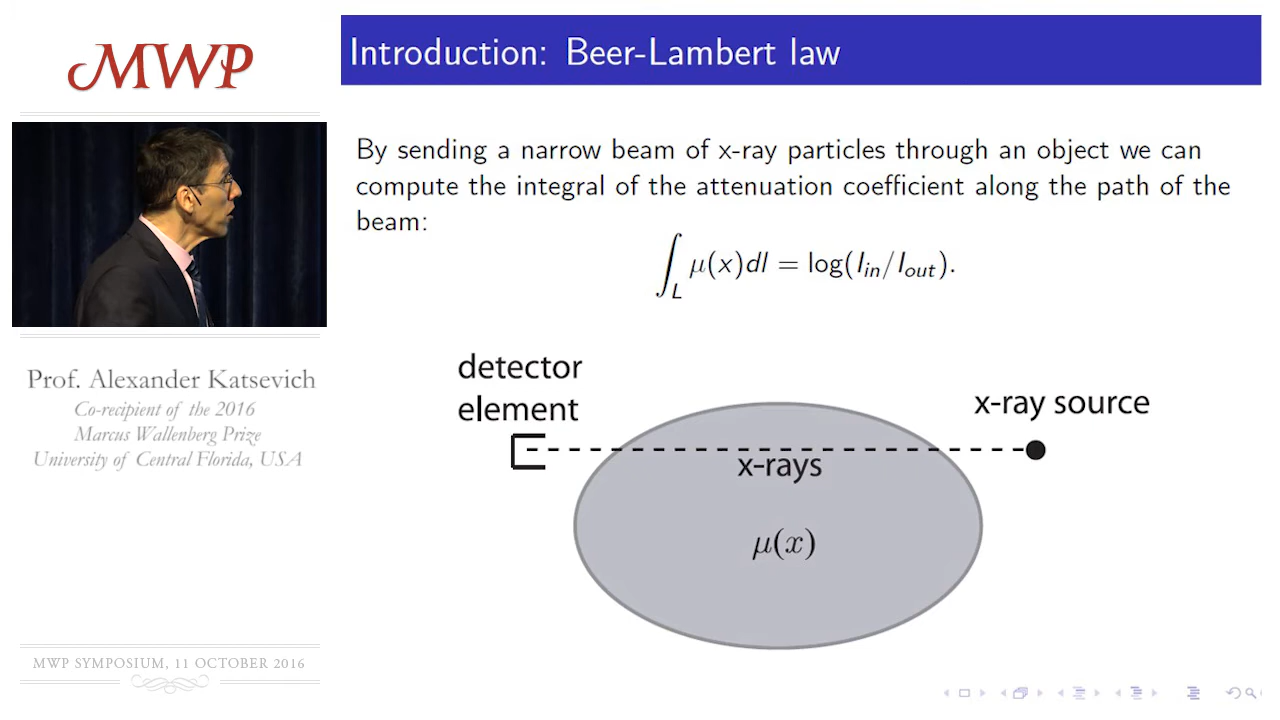 MWP
Introduction: Beer-Lambert law
By sending a narrow beam of x-ray particles through an object we can
compute the integral of the attenuation coefficient along the path of the
beam:
∫_L μ(x)dl = log(I_in/I_out).
detector
element
x-ray source
x-rays
μ(x)
Prof. Alexander Katsevich
Co-recipient of the 2016
Marcus Wallenberg Prize
University of Central Florida, USA
MWP SYMPOSIUM, 11 OCTOBER 2016